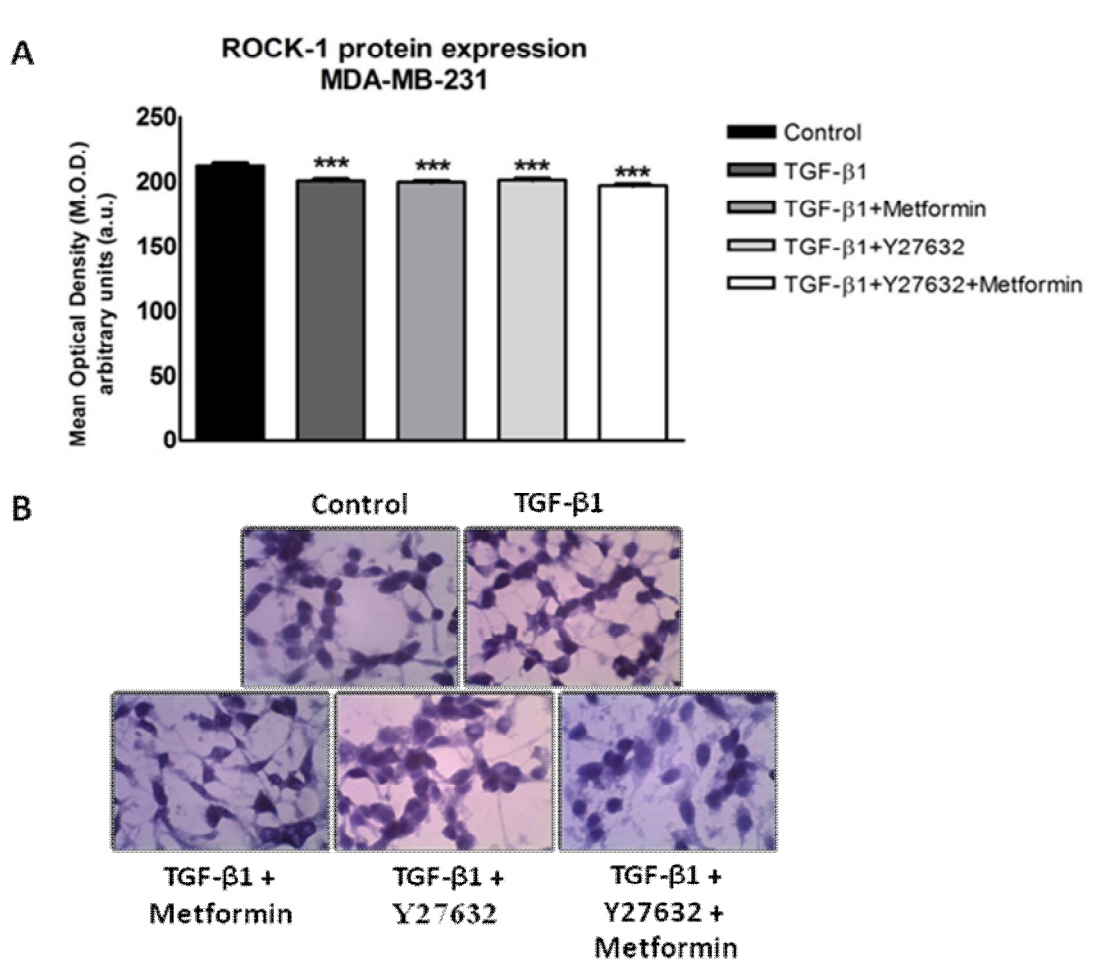 A
ROCK-1 protein expression
MDA-MB-231
Mean Optical Density (M.O.D.)
arbitrary units (a.u.)
250
200
150
100
50
0
***
***
***
***
Control
TGF-β1
TGF-β1+Metformin
TGF-β1+Y27632
TGF-β1+Y27632+Metformin
B
Control
TGF-β1
TGF-β1 +
Metformin
TGF-β1 +
Y27632
TGF-β1 +
Y27632 +
Metformin